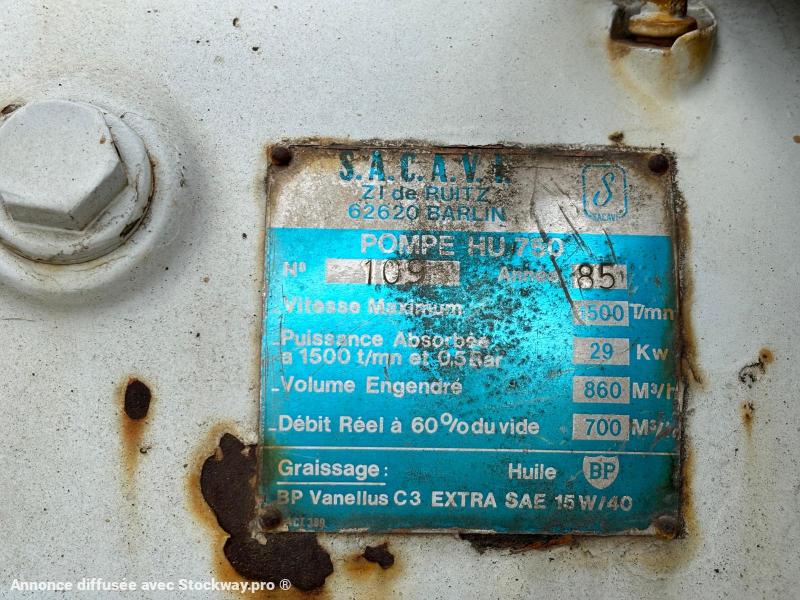 S.A.C.A.V.I.
ZI de RUITZ
62620 BARLIN
SACAVI
POMPE HU 750
N° 109 Année 85
Vitesse Maximum 1500 T/mn
Puissance Absorbée
a 1500 t/mn et 0,5 Bar 29 Kw
Volume Engendré 860 M³/H
Débit Réel à 60% du vide 700 M³/
Graissage: Huile BP
BP Vanellus C3 EXTRA SAE 15W/40
Annonce diffusée avec Stockway.pro ®